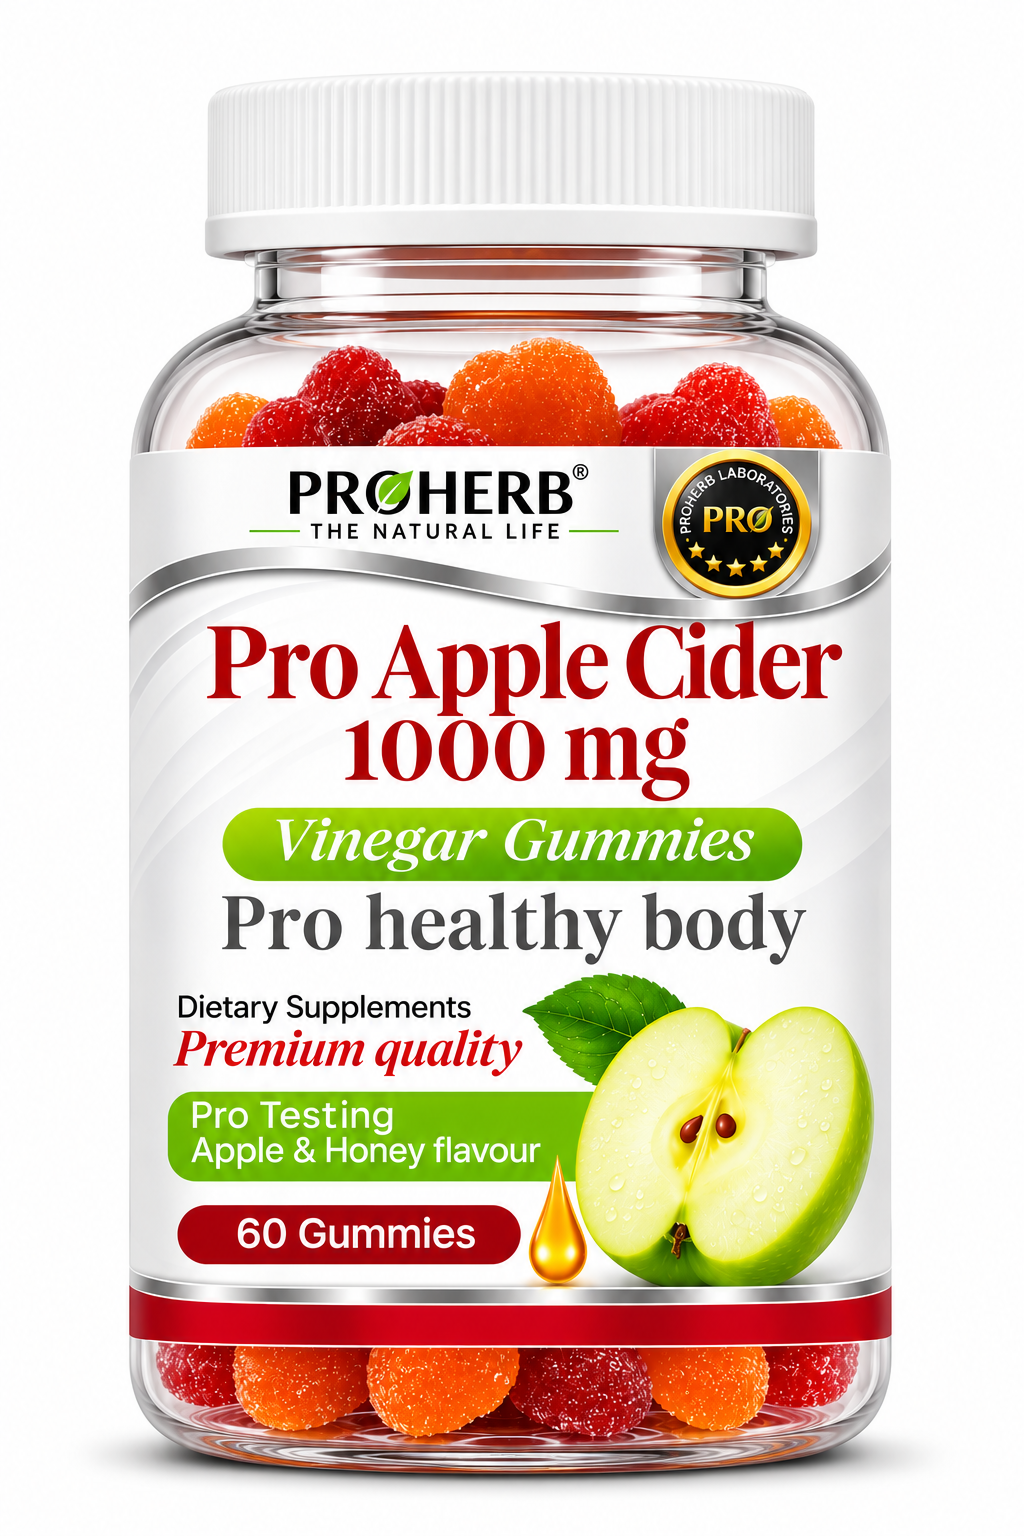 PROHERB®
THE NATURAL LIFE
PROHERB LABORATORIES
PRO
Pro Apple Cider
1000 mg
Vinegar Gummies
Pro healthy body
Dietary Supplements
Premium quality
Pro Testing
Apple & Honey flavour
60 Gummies